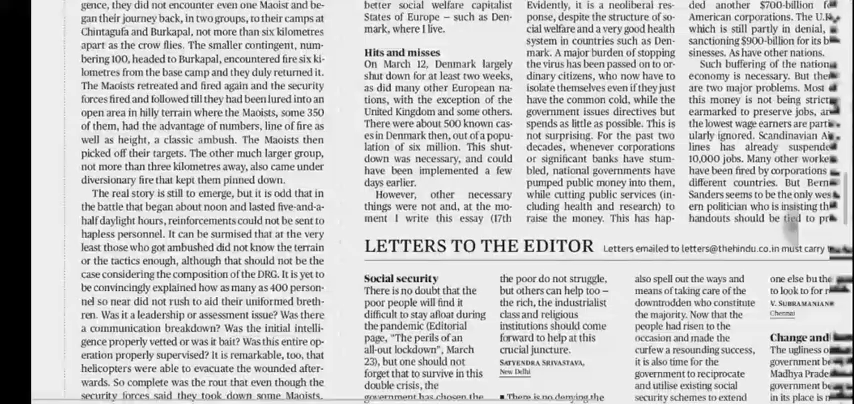 gence, they did not encounter even one Maoist and be-
gan their journey back, in two groups, to their camps at
Chintagufa and Burkapal, not more than six kilometres
apart as the crow flies. The smaller contingent, num-
bering 100, headed to Burkapal, encountered fire six ki-
lometres from the base camp and they duly returned it.
The Maoists retreated and fired again and the security
forces fired and followed till they had been lured into an
open area in hilly terrain where the Maoists, some 350
of them, had the advantage of numbers, line of fire as
well as height, a classic ambush. The Maoists then
picked off their targets. The other much larger group,
not more than three kilometres away, also came under
diversionary fire that kept them pinned down.
The real story is still to emerge, but it is odd that in
the battle that began about noon and lasted five-and-a-
half daylight hours, reinforcements could not be sent to
hapless personnel. It can be surmised that at the very
least those who got ambushed did not know the terrain
or the tactics enough, although that should not be the
case considering the composition of the DRG. It is yet to
be convincingly explained how as many as 400 person-
nel so near did not rush to aid their uniformed breth-
ren. Was it a leadership or assessment issue? Was there
a communication breakdown? Was the initial intelli-
gence properly vetted or was it bait? Was this entire op-
eration properly supervised? It is remarkable, too, that
helicopters were able to evacuate the wounded after-
wards. So complete was the rout that even though the
security forces said they took down some Maoists,
better social welfare capitalist
States of Europe – such as Den-
mark, where I live.
Hits and misses
On March 12, Denmark largely
shut down for at least two weeks,
as did many other European na-
tions, with the exception of the
United Kingdom and some others.
There were about 500 known cas-
es in Denmark then, out of a popu-
lation of six million. This shut-
down was necessary, and could
have been implemented a few
days earlier.
However, other necessary
things were not and, at the mo-
ment I write this essay (17th
Evidently, it is a neoliberal res-
ponse, despite the structure of so-
cial welfare and a very good health
system in countries such as Den-
mark. A major burden of stopping
the virus has been passed on to or-
dinary citizens, who now have to
isolate themselves even if they just
have the common cold, while the
government issues directives but
spends as little as possible. This is
not surprising. For the past two
decades, whenever corporations
or significant banks have stum-
bled, national governments have
pumped public money into them,
while cutting public services (in-
cluding health and research) to
raise the money. This has hap-
ded another $700-billion
American corporations. The U.K.,
which is still partly in denial,
sanctioning $900-billion for its
sinesses. As have other nations.
Such buffering of the
economy is necessary. But
are two major problems. Most
this money is not being
earmarked to preserve jobs,
the lowest wage earners are
ularly ignored. Scandinavian
lines has already
10,000 jobs. Many other
have been fired by corporations
different countries. But
Sanders seems to be the only
ern politician who is insisting
handouts should be tied to
LETTERS TO THE EDITOR Letters emailed to letters@thehindu.co.in must carry
Social security
There is no doubt that the
poor people will find it
difficult to stay afloat during
the pandemic (Editorial
page, "The perils of an
all-out lockdown", March
23), but one should not
forget that to survive in this
double crisis, the
government has chosen the
the poor do not struggle,
but others can help too –
the rich, the industrialist
class and religious
institutions should come
forward to help at this
crucial juncture.
SATYENDRA SRIVASTAVA,
New Delhi
■ There is no denying the
also spell out the ways and
means of taking care of the
downtrodden who constitute
the majority. Now that the
people had risen to the
occasion and made the
curfew a resounding success,
it is also time for the
government to reciprocate
and utilise existing social
security schemes to extend
one else but
to look for
V. SUBRAMANIAN
Chennai
Change and
The ugliness
government
Madhya
government
in its place is